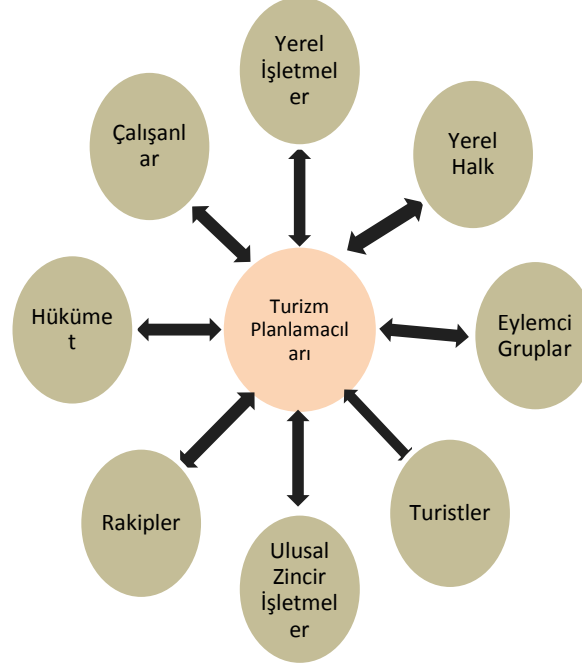 Yerel
İşletmel
er
Çalışanl
ar
Yerel
Halk
Hüküme
t
Turizm
Planlamacıl
arı
Eylemci
Gruplar
Rakipler
Turistler
Ulusal
Zincir
İşletmel
er